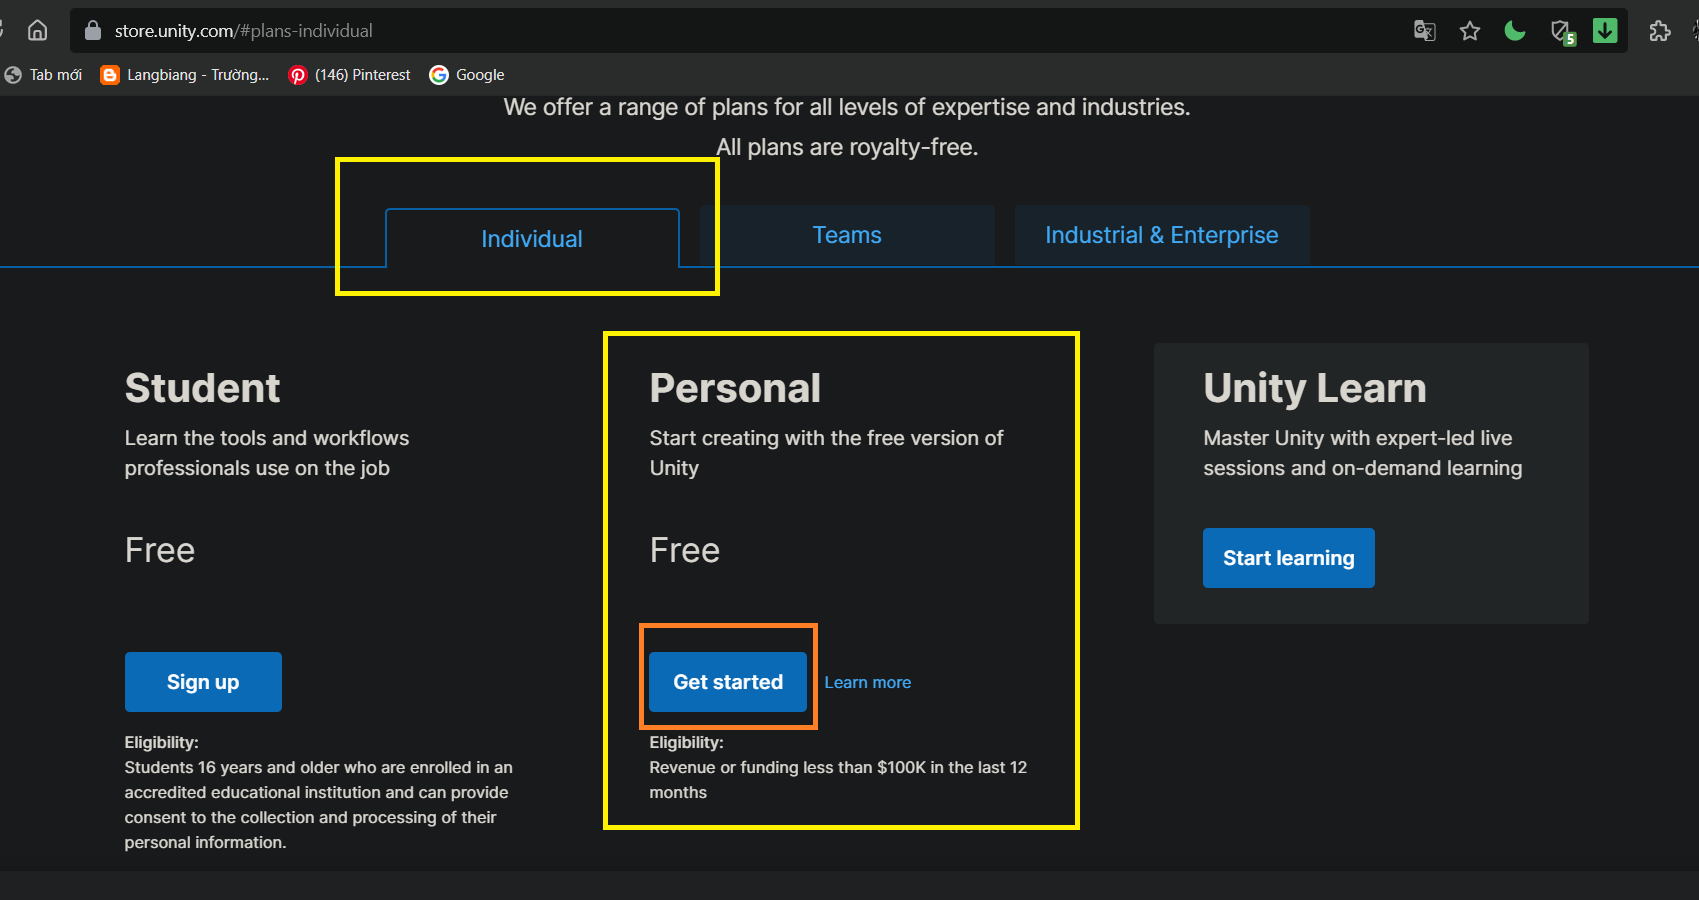 store.unity.com/#plans-individual
5
Tab mới
Langbiang - Trường...
(146) Pinterest
Google
We offer a range of plans for all levels of expertise and industries.
All plans are royalty-free.
Individual
Teams
Industrial & Enterprise
Student
Learn the tools and workflows
professionals use on the job
Free
Sign up
Eligibility:
Students 16 years and older who are enrolled in an
accredited educational institution and can provide
consent to the collection and processing of their
personal information.
Personal
Start creating with the free version of
Unity
Free
Get started
Learn more
Eligibility:
Revenue or funding less than $100K in the last 12
months
Unity Learn
Master Unity with expert-led live
sessions and on-demand learning
Start learning